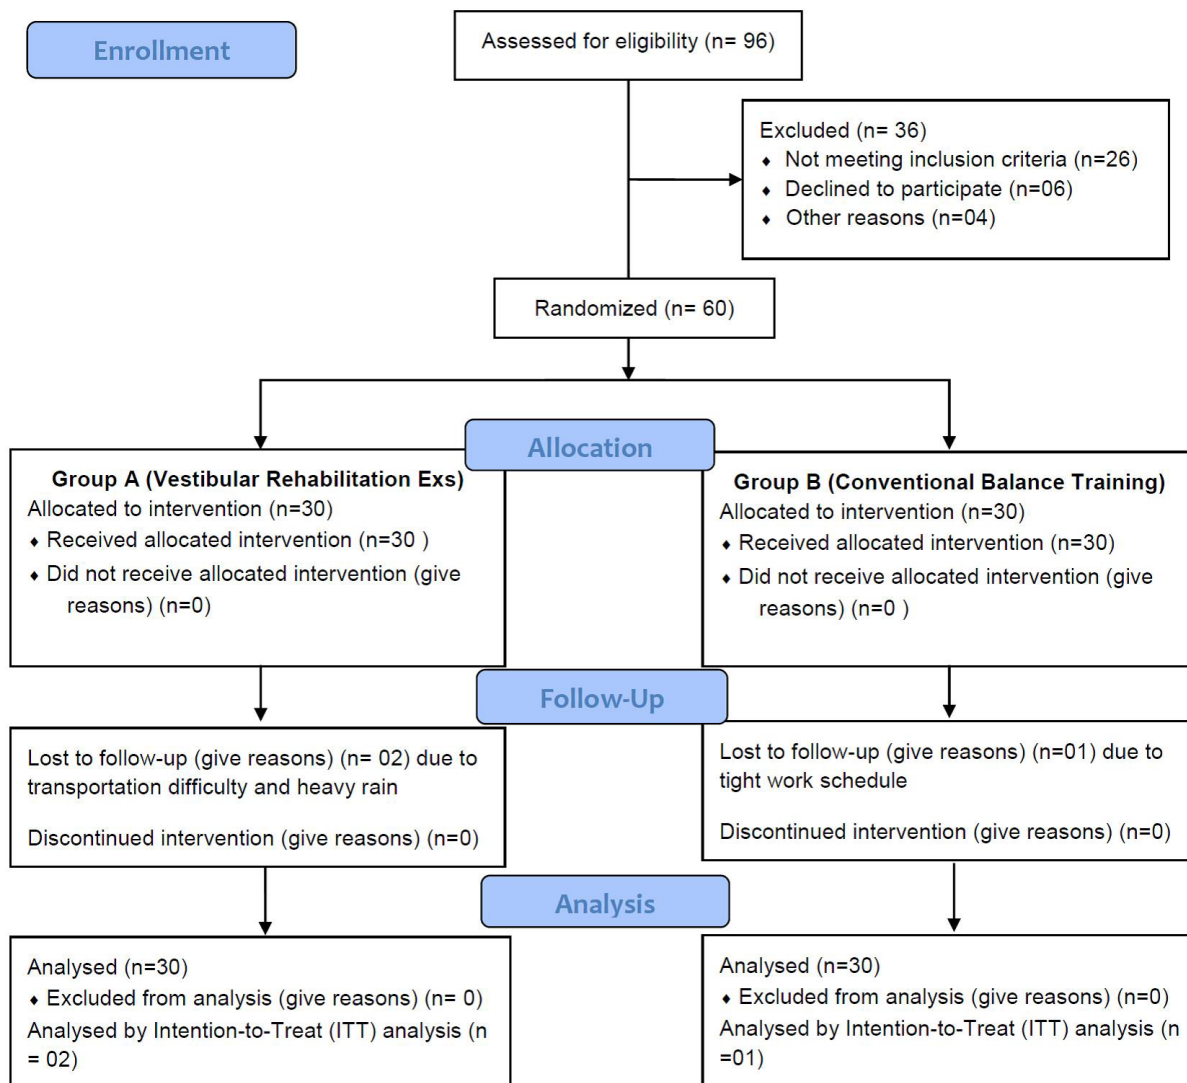 Enrollment
Assessed for eligibility (n= 96)
Excluded (n= 36)
♦ Not meeting inclusion criteria (n=26)
♦ Declined to participate (n=06)
♦ Other reasons (n=04)
Randomized (n= 60)
Allocation
Group A (Vestibular Rehabilitation Exs)
Allocated to intervention (n=30)
♦ Received allocated intervention (n=30 )
♦ Did not receive allocated intervention (give
reasons) (n=0)
Group B (Conventional Balance Training)
Allocated to intervention (n=30)
♦ Received allocated intervention (n=30)
♦ Did not receive allocated intervention (give
reasons) (n=0 )
Follow-Up
Lost to follow-up (give reasons) (n= 02) due to
transportation difficulty and heavy rain
Discontinued intervention (give reasons) (n=0)
Lost to follow-up (give reasons) (n=01) due to
tight work schedule
Discontinued intervention (give reasons) (n=0)
Analysis
Analysed (n=30)
♦ Excluded from analysis (give reasons) (n= 0)
Analysed by Intention-to-Treat (ITT) analysis (n
= 02)
Analysed (n=30)
♦ Excluded from analysis (give reasons) (n=0)
Analysed by Intention-to-Treat (ITT) analysis (n
=01)